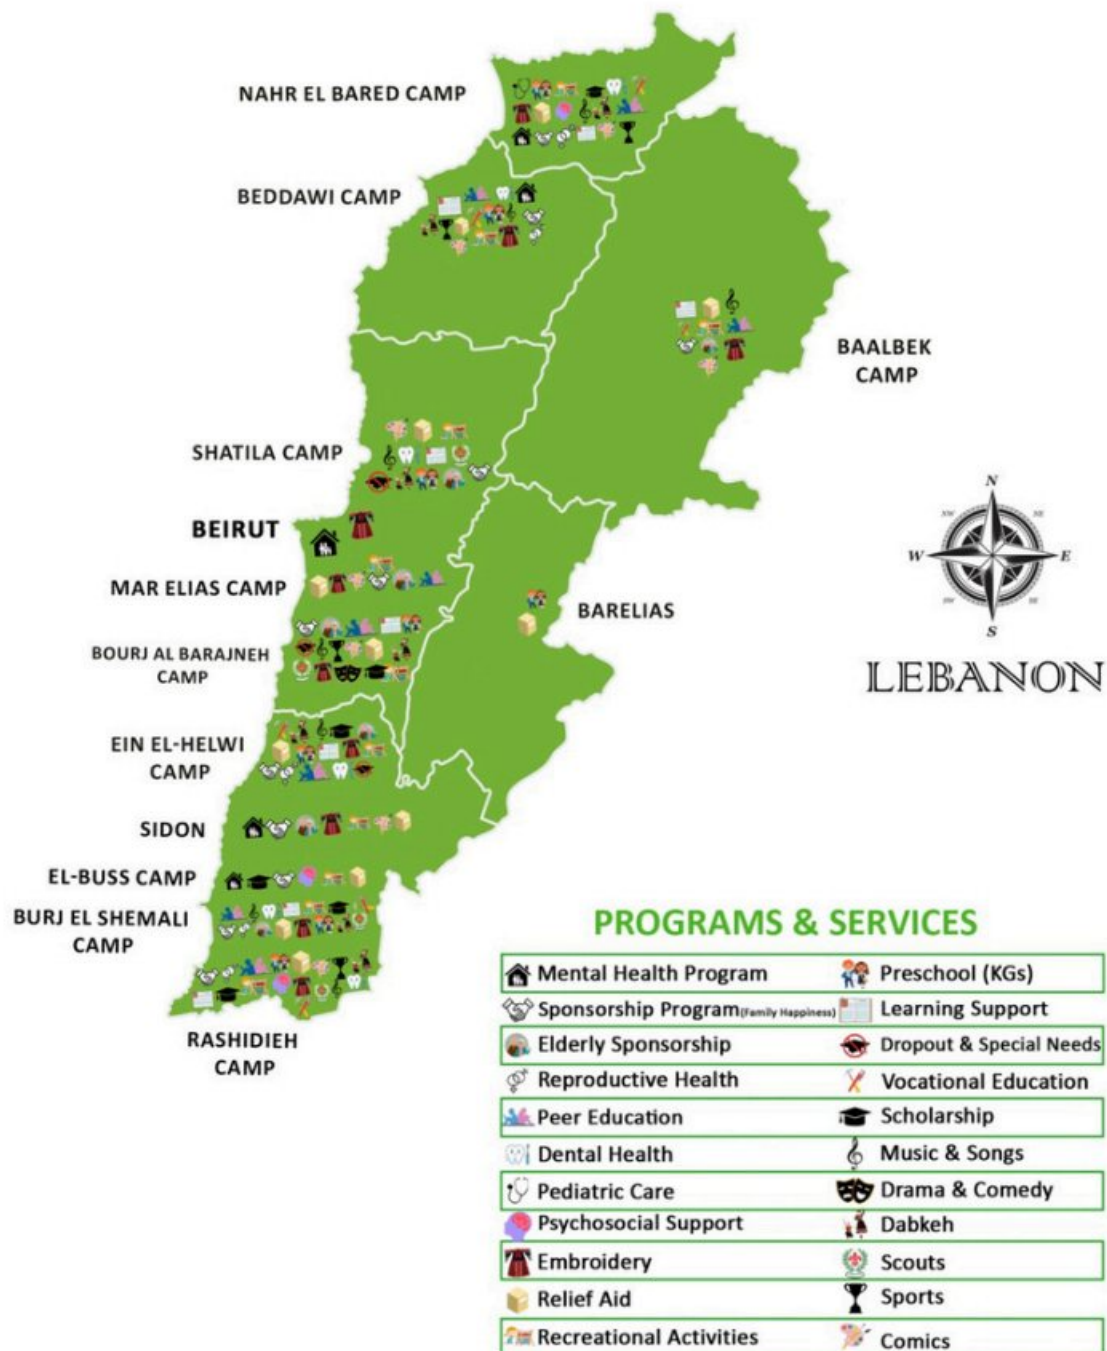 NAHR EL BARED CAMP
BEDDAWI CAMP
BAALBEK
CAMP
SHATILA CAMP
BEIRUT
MAR ELIAS CAMP
BARELIAS
BOURJ AL BARAJNEH
CAMP
EIN EL-HELWI
CAMP
SIDON
EL-BUSS CAMP
BURJ EL SHEMALI
CAMP
RASHIDIEH
CAMP
N
NW NE
W E
SW SE
S
LEBANON
PROGRAMS & SERVICES
Mental Health Program
Sponsorship Program(Family Happiness)
Elderly Sponsorship
Reproductive Health
Peer Education
Dental Health
Pediatric Care
Psychosocial Support
Embroidery
Relief Aid
Recreational Activities
Preschool (KGs)
Learning Support
Dropout & Special Needs
Vocational Education
Scholarship
Music & Songs
Drama & Comedy
Dabkeh
Scouts
Sports
Comics